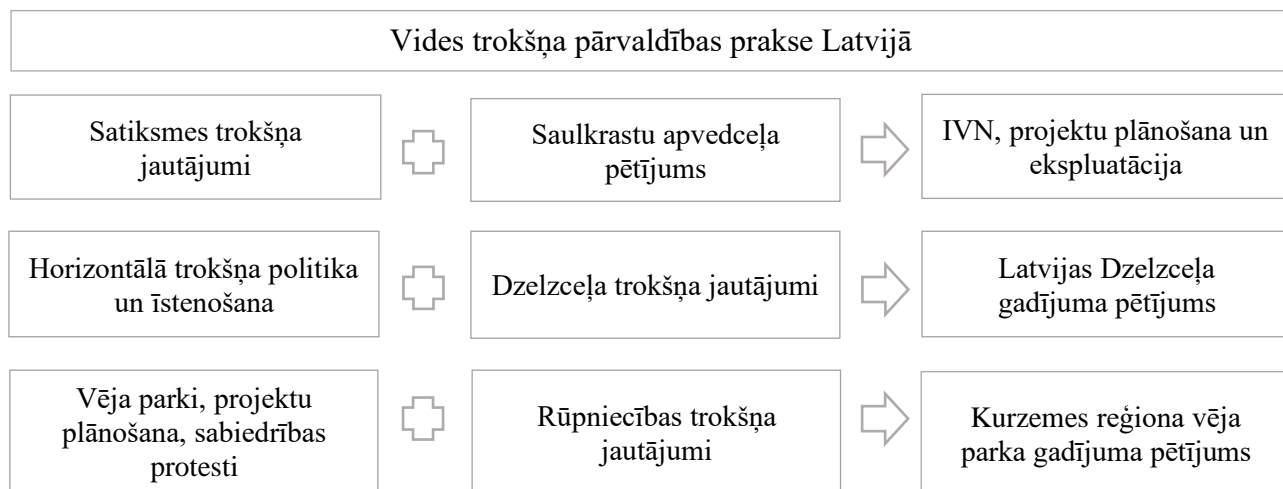 Vides trokšņa pārvaldības prakse Latvijā
Satiksmes trokšņa
jautājumi
Saulkrastu apvedceļa
pētījums
IVN, projektu plānošana un
ekspluatācija
Horizontālā trokšņa politika
un īstenošana
Dzelzceļa trokšņa jautājumi
Latvijas Dzelzceļa
gadījuma pētījums
Vēja parki, projektu
plānošana, sabiedrības
protesti
Rūpniecības trokšņa
jautājumi
Kurzemes reģiona vēja
parka gadījuma pētījums